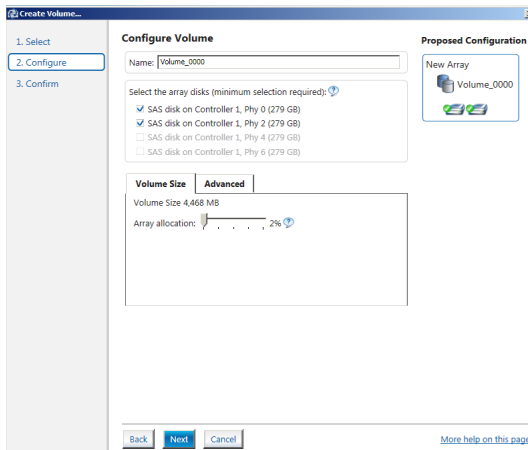 Create Volume...
1. Select
2. Configure
3. Confirm
Configure Volume
Name: Volume_0000
Select the array disks (minimum selection required):
SAS disk on Controller 1, Phy 0 (279 GB)
SAS disk on Controller 1, Phy 2 (279 GB)
SAS disk on Controller 1, Phy 4 (279 GB)
SAS disk on Controller 1, Phy 6 (279 GB)
Volume Size
Advanced
Volume Size 4,468 MB
Array allocation: 2%
Proposed Configuration
New Array
Volume_0000
Back
Next
Cancel
More help on this page